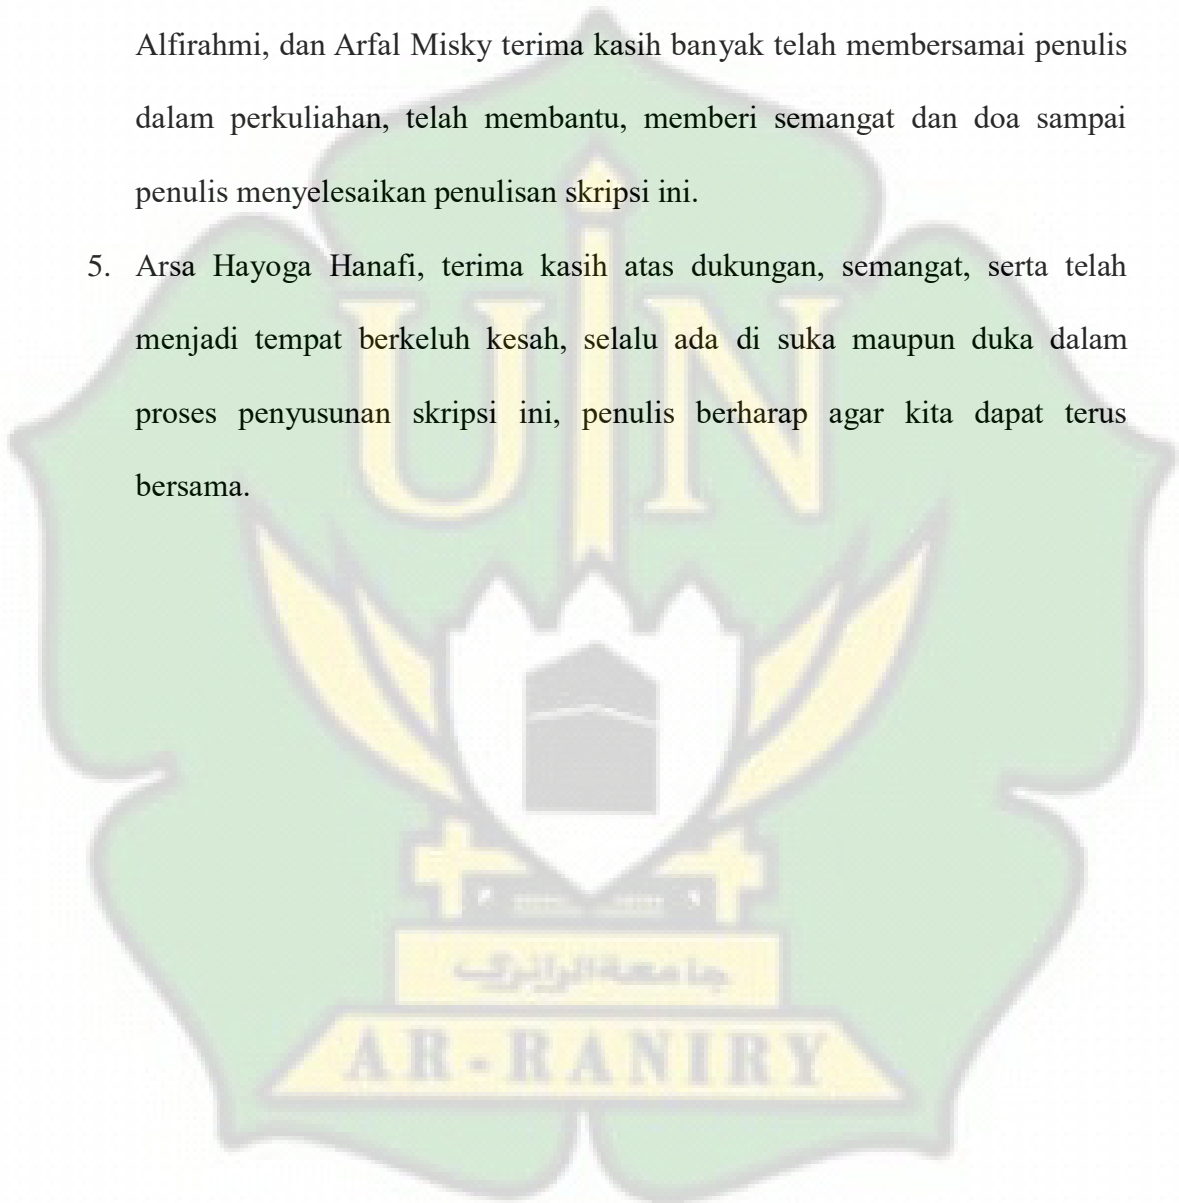 Alfirahmi, dan Arfal Misky terima kasih banyak telah membersamai penulis
dalam perkuliahan, telah membantu, memberi semangat dan doa sampai
penulis menyelesaikan penulisan skripsi ini.
5. Arsa Hayoga Hanafi, terima kasih atas dukungan, semangat, serta telah
menjadi tempat berkeluh kesah, selalu ada di suka maupun duka dalam
proses penyusunan skripsi ini, penulis berharap agar kita dapat terus
bersama.
UIN
جامعة الرانري
AR-RANIRY